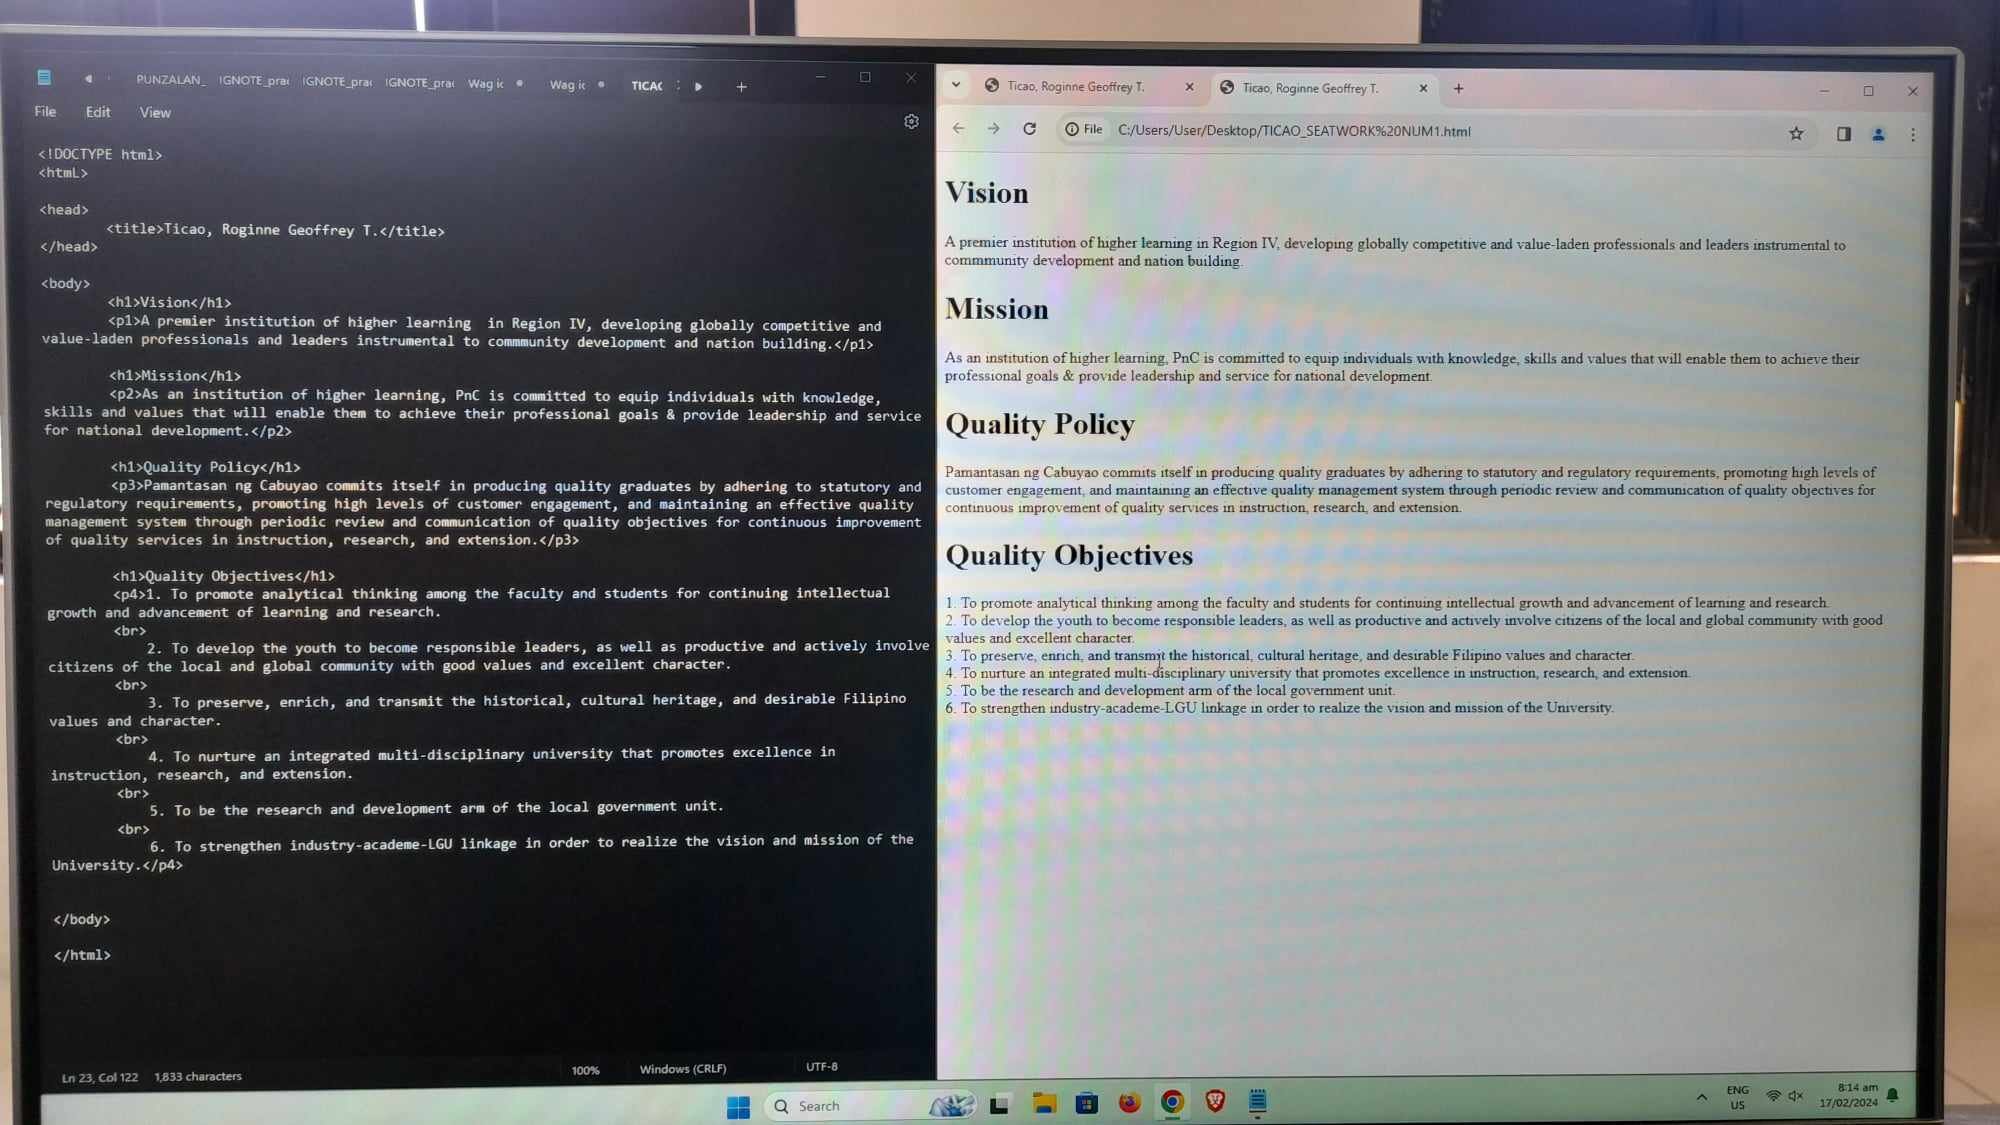 PUNZALAN_ IGNOTE_prac IGNOTE_prac IGNOTE_prac Wag ic Wag ic TICAO
File Edit View
<!DOCTYPE html>
<htmL>
<head>
<title>Ticao, Roginne Geoffrey T.</title>
</head>
<body>
<h1>Vision</h1>
<p1>A premier institution of higher learning  in Region IV, developing globally competitive and
value-laden professionals and leaders instrumental to commmunity development and nation building.</p1>
<h1>Mission</h1>
<p2>As an institution of higher learning, PnC is committed to equip individuals with knowledge,
skills and values that will enable them to achieve their professional goals & provide leadership and service
for national development.</p2>
<h1>Quality Policy</h1>
<p3>Pamantasan ng Cabuyao commits itself in producing quality graduates by adhering to statutory and
regulatory requirements, promoting high levels of customer engagement, and maintaining an effective quality
management system through periodic review and communication of quality objectives for continuous improvement
of quality services in instruction, research, and extension.</p3>
<h1>Quality Objectives</h1>
<p4>1. To promote analytical thinking among the faculty and students for continuing intellectual
growth and advancement of learning and research.
<br>
2. To develop the youth to become responsible leaders, as well as productive and actively involve
citizens of the local and global community with good values and excellent character.
<br>
3. To preserve, enrich, and transmit the historical, cultural heritage, and desirable Filipino
values and character.
<br>
4. To nurture an integrated multi-disciplinary university that promotes excellence in
instruction, research, and extension.
<br>
5. To be the research and development arm of the local government unit.
<br>
6. To strengthen industry-academe-LGU linkage in order to realize the vision and mission of the
University.</p4>
</body>
</html>
Ln 23, Col 122 1,833 characters 100% Windows (CRLF) UTF-8
Ticao, Roginne Geoffrey T. Ticao, Roginne Geoffrey T.
File C:/Users/User/Desktop/TICAO_SEATWORK%20NUM1.html
Vision
A premier institution of higher learning in Region IV, developing globally competitive and value-laden professionals and leaders instrumental to
commmunity development and nation building.
Mission
As an institution of higher learning, PnC is committed to equip individuals with knowledge, skills and values that will enable them to achieve their
professional goals & provide leadership and service for national development.
Quality Policy
Pamantasan ng Cabuyao commits itself in producing quality graduates by adhering to statutory and regulatory requirements, promoting high levels of
customer engagement, and maintaining an effective quality management system through periodic review and communication of quality objectives for
continuous improvement of quality services in instruction, research, and extension.
Quality Objectives
1. To promote analytical thinking among the faculty and students for continuing intellectual growth and advancement of learning and research.
2. To develop the youth to become responsible leaders, as well as productive and actively involve citizens of the local and global community with good
values and excellent character.
3. To preserve, enrich, and transmit the historical, cultural heritage, and desirable Filipino values and character.
4. To nurture an integrated multi-disciplinary university that promotes excellence in instruction, research, and extension.
5. To be the research and development arm of the local government unit.
6. To strengthen industry-academe-LGU linkage in order to realize the vision and mission of the University.
Search
ENG
US
8:14 am
17/02/2024